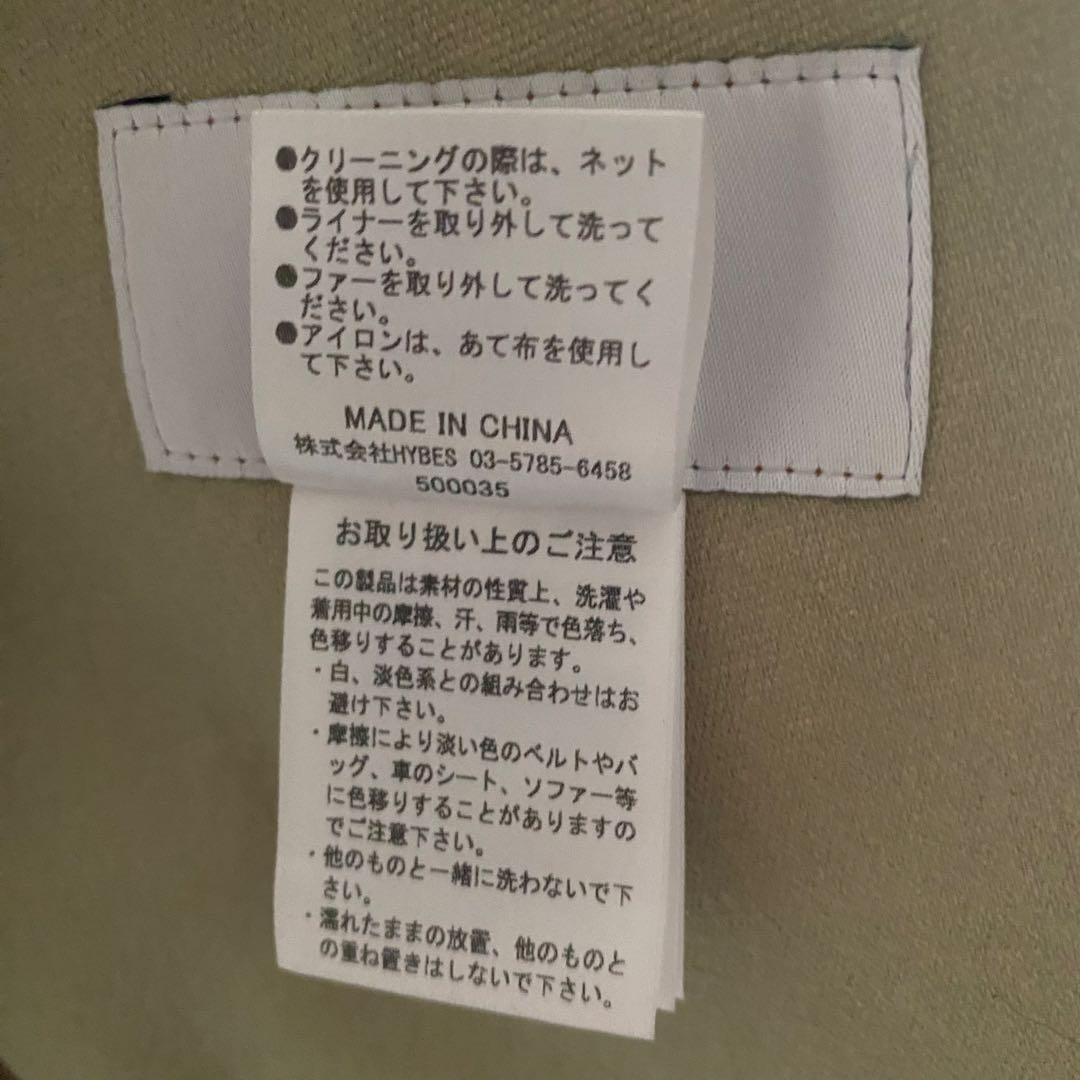 ●クリーニングの際は、ネット
を使用して下さい。
●ライナーを取り外して洗って
ください。
●ファーを取り外して洗ってく
ださい。
●アイロンは、あて布を使用し
て下さい。
MADE IN CHINA
株式会社HYBES 03-5785-6458
500035
お取り扱い上のご注意
この製品は素材の性質上、洗濯や
着用中の摩擦、汗、雨等で色落ち、
色移りすることがあります。
・白、淡色系との組み合わせはお
避け下さい。
・摩擦により淡い色のベルトやバ
ッグ、車のシート、ソファー等
に色移りすることがありますの
でご注意下さい。
・他のものと一緒に洗わないで下
さい。
・濡れたままの放置、他のものと
の重ね置きはしないで下さい。